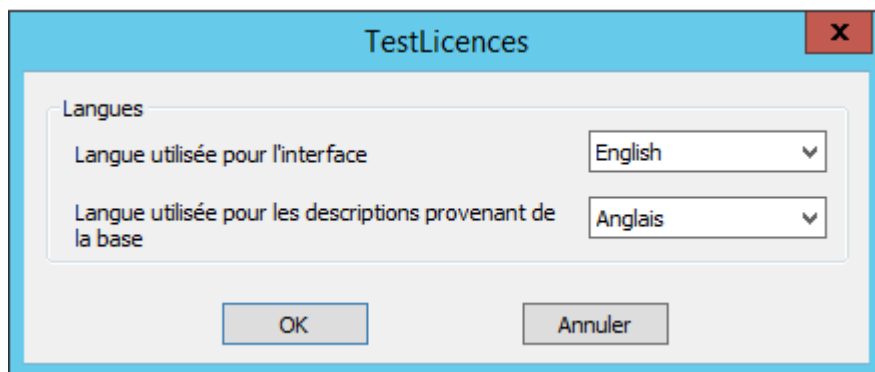 TestLicences
x
Langues
Langue utilisée pour l'interface
English
Langue utilisée pour les descriptions provenant de
la base
Anglais
OK
Annuler